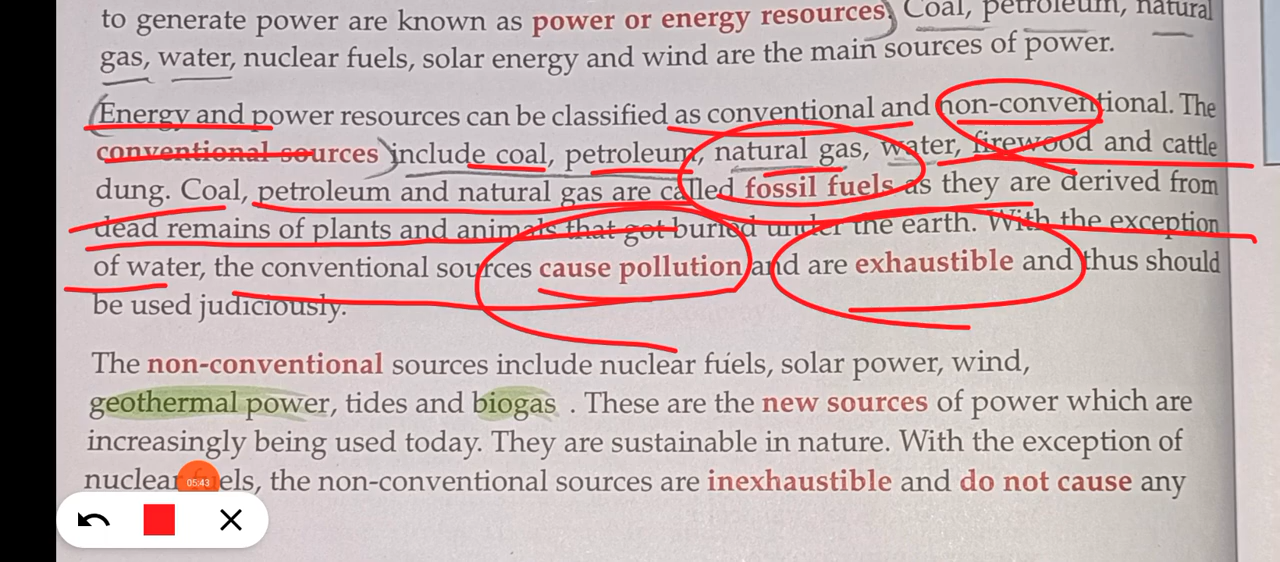 to generate power are known as power or energy resources. Coal, petroleum, natural
gas, water, nuclear fuels, solar energy and wind are the main sources of power.
Energy and power resources can be classified as conventional and non-conventional. The
conventional sources include coal, petroleum, natural gas, water, firewood and cattle
dung. Coal, petroleum and natural gas are called fossil fuels as they are derived from
dead remains of plants and animals that got buried under the earth. With the exception
of water, the conventional sources cause pollution and are exhaustible and thus should
be used judiciously.
The non-conventional sources include nuclear fuels, solar power, wind,
geothermal power, tides and biogas . These are the new sources of power which are
increasingly being used today. They are sustainable in nature. With the exception of
nuclear fuels, the non-conventional sources are inexhaustible and do not cause any
05:43